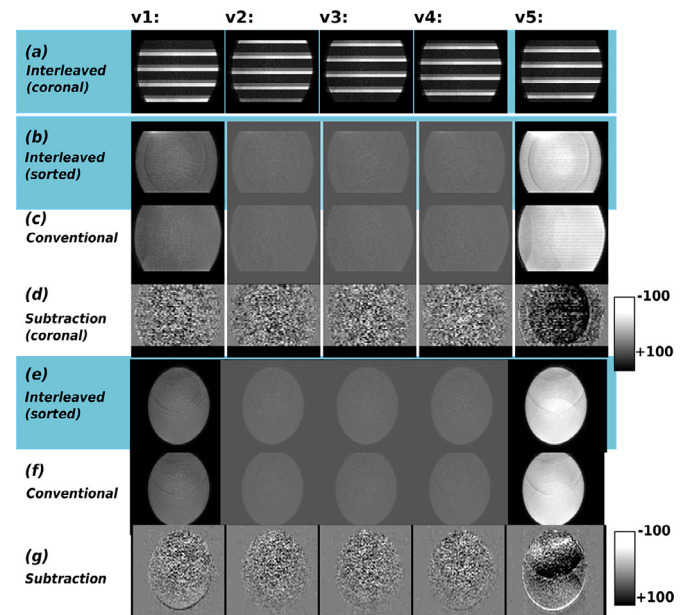 v1: v2: v3: v4: v5:
(a)
Interleaved
(coronal)
(b)
Interleaved
(sorted)
(c)
Conventional
(d)
Subtraction
(coronal)
-100
+100
(e)
Interleaved
(sorted)
(f)
Conventional
(g)
Subtraction
-100
+100